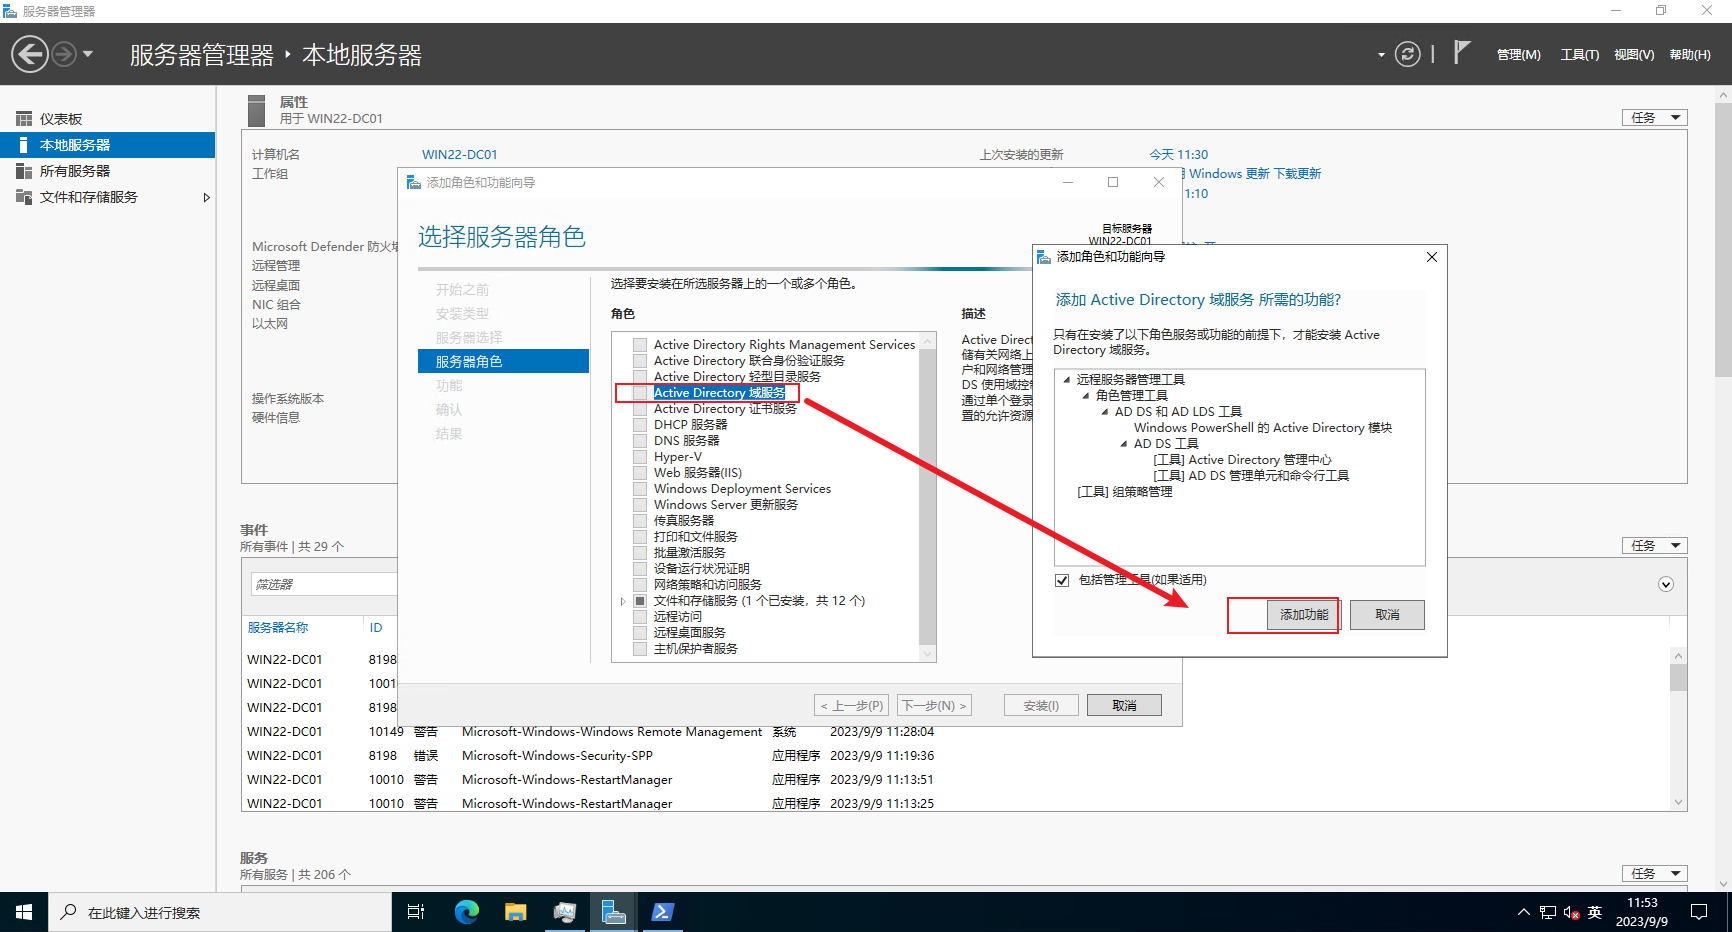 服务器管理器
服务器管理器 · 本地服务器
管理(M) 工具(T) 视图(V) 帮助(H)
仪表板
本地服务器
所有服务器
文件和存储服务
属性
用于 WIN22-DC01
任务
计算机名 WIN22-DC01
工作组
上次安装的更新 今天 11:30
Windows 更新 下载更新
1:10
Microsoft Defender 防火墙
远程管理
远程桌面
NIC 组合
以太网
操作系统版本
硬件信息
添加角色和功能向导
选择服务器角色
目标服务器
WIN22-DC01
开始之前
安装类型
服务器选择
服务器角色
功能
确认
结果
选择要安装在所选服务器上的一个或多个角色。
角色
Active Directory Rights Management Services
Active Directory 联合身份验证服务
Active Directory 轻型目录服务
Active Directory 域服务
Active Directory 证书服务
DHCP 服务器
DNS 服务器
Hyper-V
Web 服务器(IIS)
Windows Deployment Services
Windows Server 更新服务
传真服务器
打印和文件服务
批量激活服务
设备运行状况证明
网络策略和访问服务
文件和存储服务 (1 个已安装，共 12 个)
远程访问
远程桌面服务
主机保护者服务
描述
Active Direct
储有关网络上
户和网络管理
DS 使用域控制
通过单个登录
置的允许资源
< 上一步(P) 下一步(N) > 安装(I) 取消
添加角色和功能向导
添加 Active Directory 域服务 所需的功能?
只有在安装了以下角色服务或功能的前提下，才能安装 Active
Directory 域服务。
远程服务器管理工具
角色管理工具
AD DS 和 AD LDS 工具
Windows PowerShell 的 Active Directory 模块
AD DS 工具
[工具] Active Directory 管理中心
[工具] AD DS 管理单元和命令行工具
[工具] 组策略管理
包括管理工具(如果适用)
添加功能 取消
事件
所有事件 | 共 29 个
任务
筛选器
服务器名称 ID
WIN22-DC01 8198
WIN22-DC01 1001
WIN22-DC01 8198
WIN22-DC01 10149 警告 Microsoft-Windows-Windows Remote Management 系统 2023/9/9 11:28:04
WIN22-DC01 8198 错误 Microsoft-Windows-Security-SPP 应用程序 2023/9/9 11:19:36
WIN22-DC01 10010 警告 Microsoft-Windows-RestartManager 应用程序 2023/9/9 11:13:51
WIN22-DC01 10010 警告 Microsoft-Windows-RestartManager 应用程序 2023/9/9 11:13:25
服务
所有服务 | 共 206 个
任务
在此键入进行搜索
英
11:53
2023/9/9